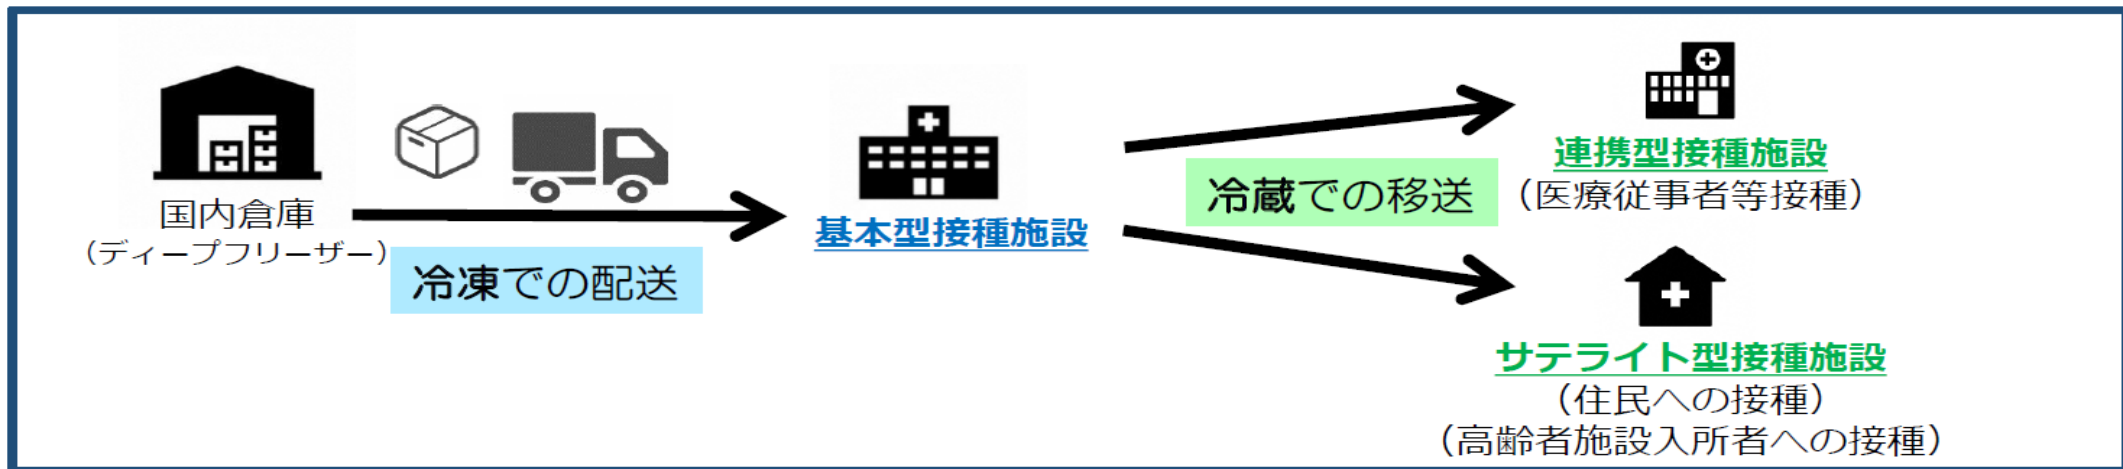 国内倉庫
（ディープフリーザー）
冷凍での配送
基本型接種施設
冷蔵での移送
連携型接種施設
（医療従事者等接種）
サテライト型接種施設
（住民への接種）
（高齢者施設入所者への接種）